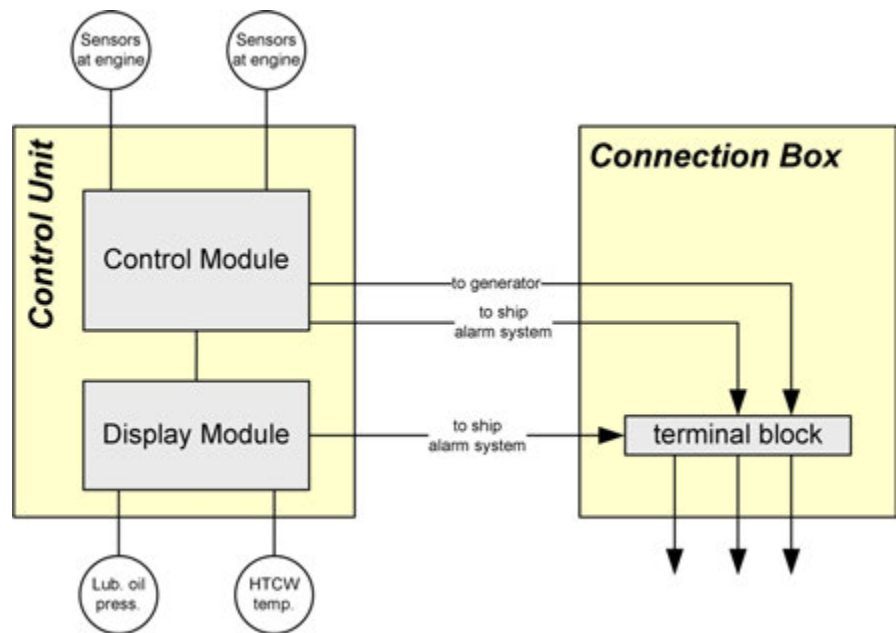 Sensors
at engine
Sensors
at engine
Control Unit
Connection Box
Control Module
to generator
to ship
alarm system
Display Module
to ship
alarm system
terminal block
Lub. oil
press.
HTCW
temp.